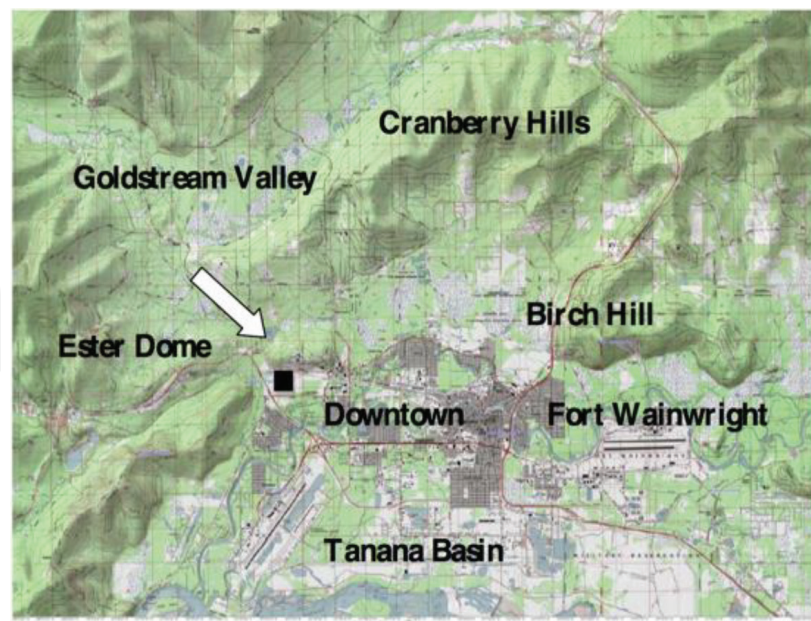 Cranberry Hills
Goldstream Valley
Birch Hill
Ester Dome
Downtown
Fort Wainwright
Tanana Basin